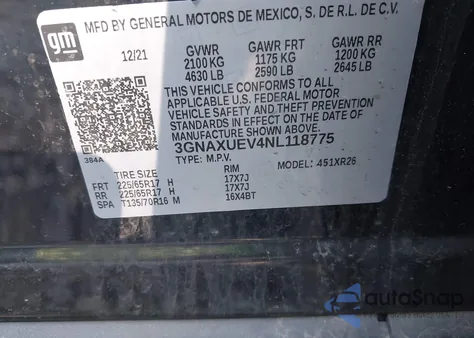 MFD BY GENERAL MOTORS DE MEXICO, S. DE R.L. DE C.V.
gm
12/21 GVWR GAWR FRT GAWR RR
2100 KG 1175 KG 1200 KG
4630 LB 2590 LB 2645 LB
THIS VEHICLE CONFORMS TO ALL
APPLICABLE U.S. FEDERAL MOTOR
VEHICLE SAFETY AND THEFT PREVENTION
STANDARDS IN EFFECT ON THE DATE OF
MANUFACTURE SHOWN ABOVE.
3GNAXUEV4NL118775
384A TYPE: M.P.V. MODEL: 451XR26
TIRE SIZE RIM
FRT 225/65R17 H 17X7J
RR 225/65R17 H 17X7J
SPA T135/70R16 M 16X4BT
autoSnap